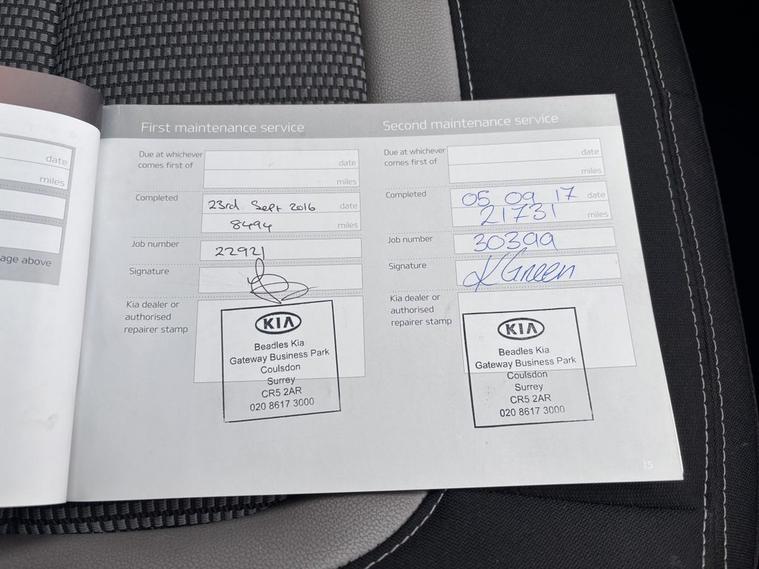 date
miles
age above
First maintenance service
Due at whichever
comes first of
date
miles
Completed
23rd Sept 2016 date
8494 miles
Job number
22921
Signature
Kia dealer or
authorised
repairer stamp
KIA
Beadles Kia
Gateway Business Park
Coulsdon
Surrey
CR5 2AR
020 8617 3000
Second maintenance service
Due at whichever
comes first of
date
miles
Completed
05 09 17 date
21731 miles
Job number
30399
Signature
K Green
Kia dealer or
authorised
repairer stamp
KIA
Beadles Kia
Gateway Business Park
Coulsdon
Surrey
CR5 2AR
020 8617 3000
15